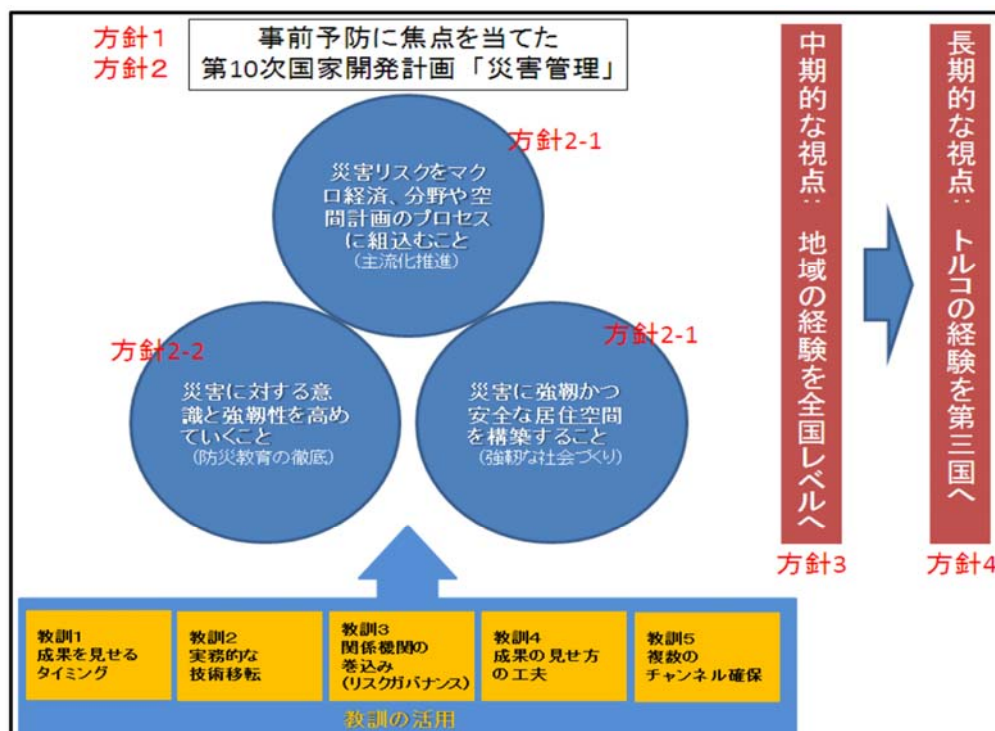 方針1
方針2
事前予防に焦点を当てた
第10次国家開発計画「災害管理」
方針2-1
災害リスクをマク
ロ経済、分野や空
間計画のプロセス
に組込むこと
(主流化推進)
方針2-2
災害に対する意
識と強靭性を高め
ていくこと
(防災教育の徹底)
方針2-1
災害に強靭かつ
安全な居住空間
を構築すること
(強靭な社会づくり)
中期的な視点：地域の経験を全国レベルへ
方針3
長期的な視点：トルコの経験を第三国へ
方針4
教訓1
成果を見せる
タイミング
教訓2
実務的な
技術移転
教訓3
関係機関の
巻込み
(リスクガバナンス)
教訓4
成果の見せ方
の工夫
教訓5
複数の
チャンネル確保
教訓の活用